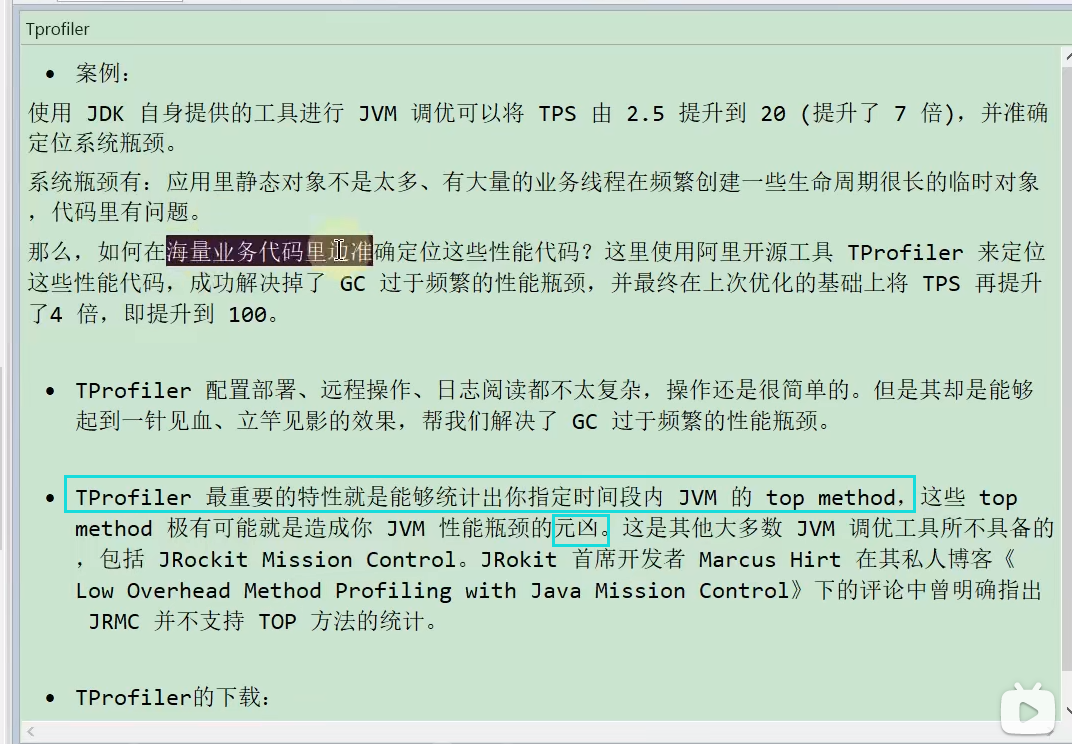 Tprofiler
• 案例：
使用 JDK 自身提供的工具进行 JVM 调优可以将 TPS 由 2.5 提升到 20 (提升了 7 倍)，并准确
定位系统瓶颈。
系统瓶颈有：应用里静态对象不是太多、有大量的业务线程在频繁创建一些生命周期很长的临时对象
，代码里有问题。
那么，如何在海量业务代码里边准确定位这些性能代码？这里使用阿里开源工具 TProfiler 来定位
这些性能代码，成功解决掉了 GC 过于频繁的性能瓶颈，并最终在上次优化的基础上将 TPS 再提升
了4 倍，即提升到 100。
• TProfiler 配置部署、远程操作、日志阅读都不太复杂，操作还是很简单的。但是其却是能够
起到一针见血、立竿见影的效果，帮我们解决了 GC 过于频繁的性能瓶颈。
• TProfiler 最重要的特性就是能够统计出你指定时间段内 JVM 的 top method，这些 top
method 极有可能就是造成你 JVM 性能瓶颈的元凶。这是其他大多数 JVM 调优工具所不具备的
，包括 JRockit Mission Control。JRokit 首席开发者 Marcus Hirt 在其私人博客《
Low Overhead Method Profiling with Java Mission Control》下的评论中曾明确指出
JRMC 并不支持 TOP 方法的统计。
• TProfiler的下载：